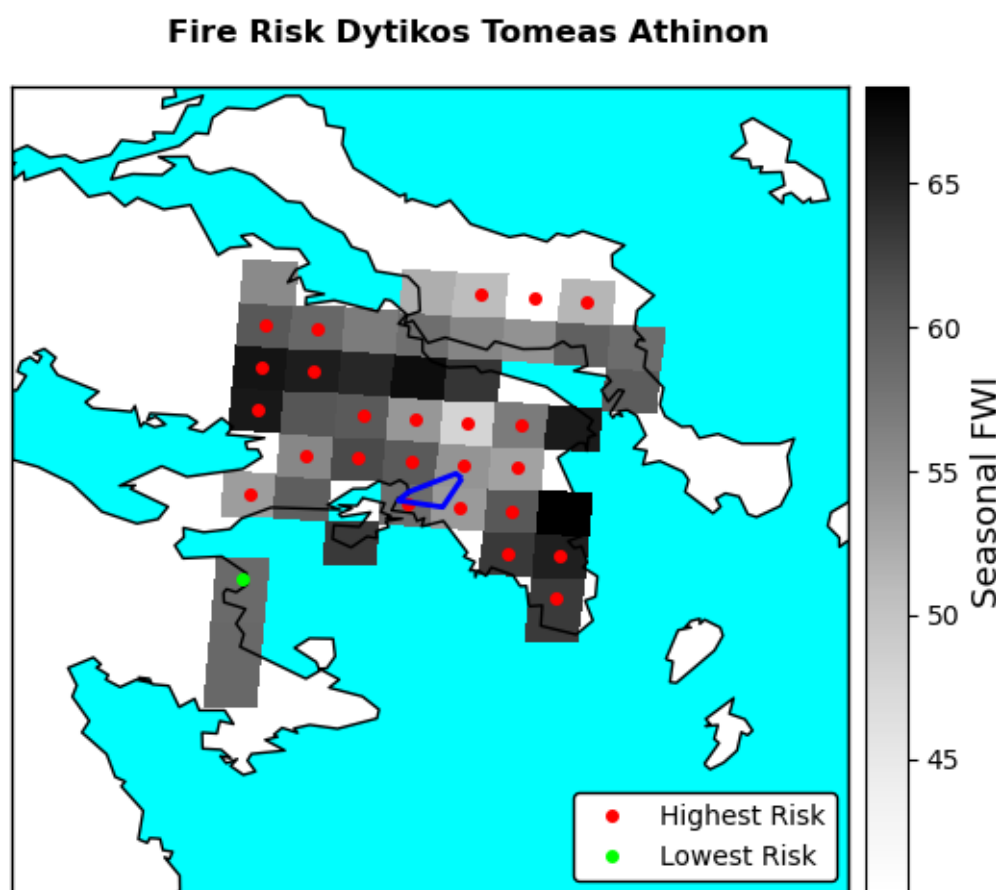 Fire Risk Dytikos Tomeas Athinon
65
60
55
50
45
Seasonal FWI
Highest Risk
Lowest Risk